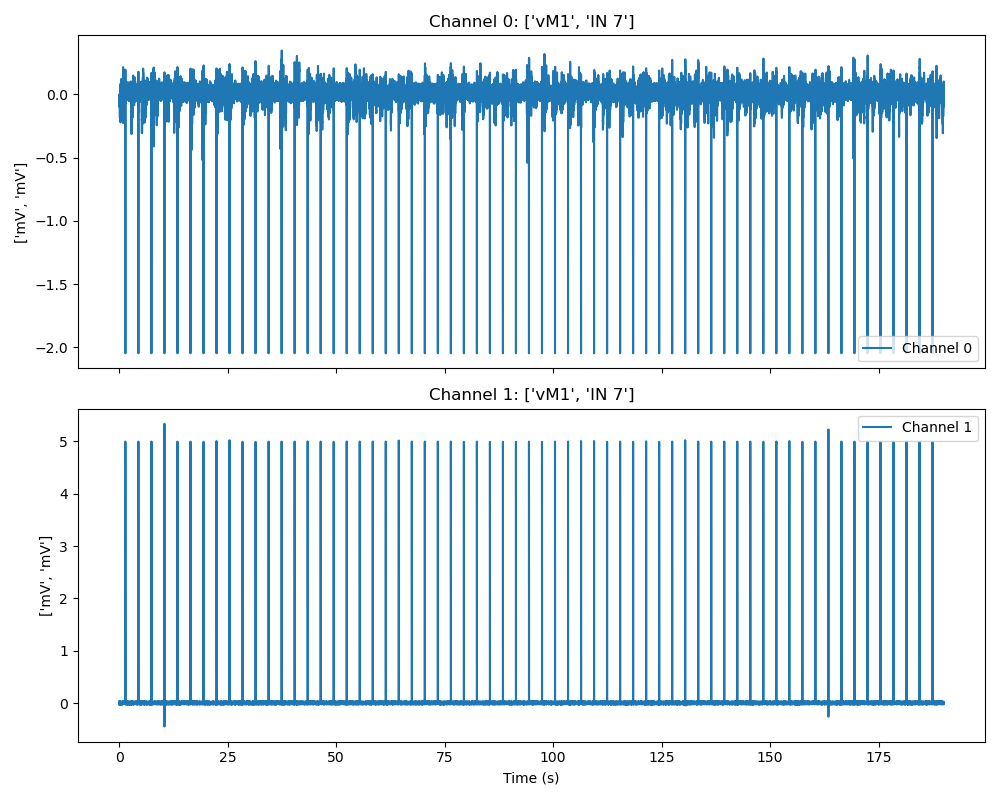 Channel 0: ['vM1', 'IN 7']
0.0
−0.5
−1.0
−1.5
−2.0
['mV', 'mV']
Channel 0
Channel 1: ['vM1', 'IN 7']
5
4
3
2
1
0
['mV', 'mV']
Channel 1
0 25 50 75 100 125 150 175
Time (s)